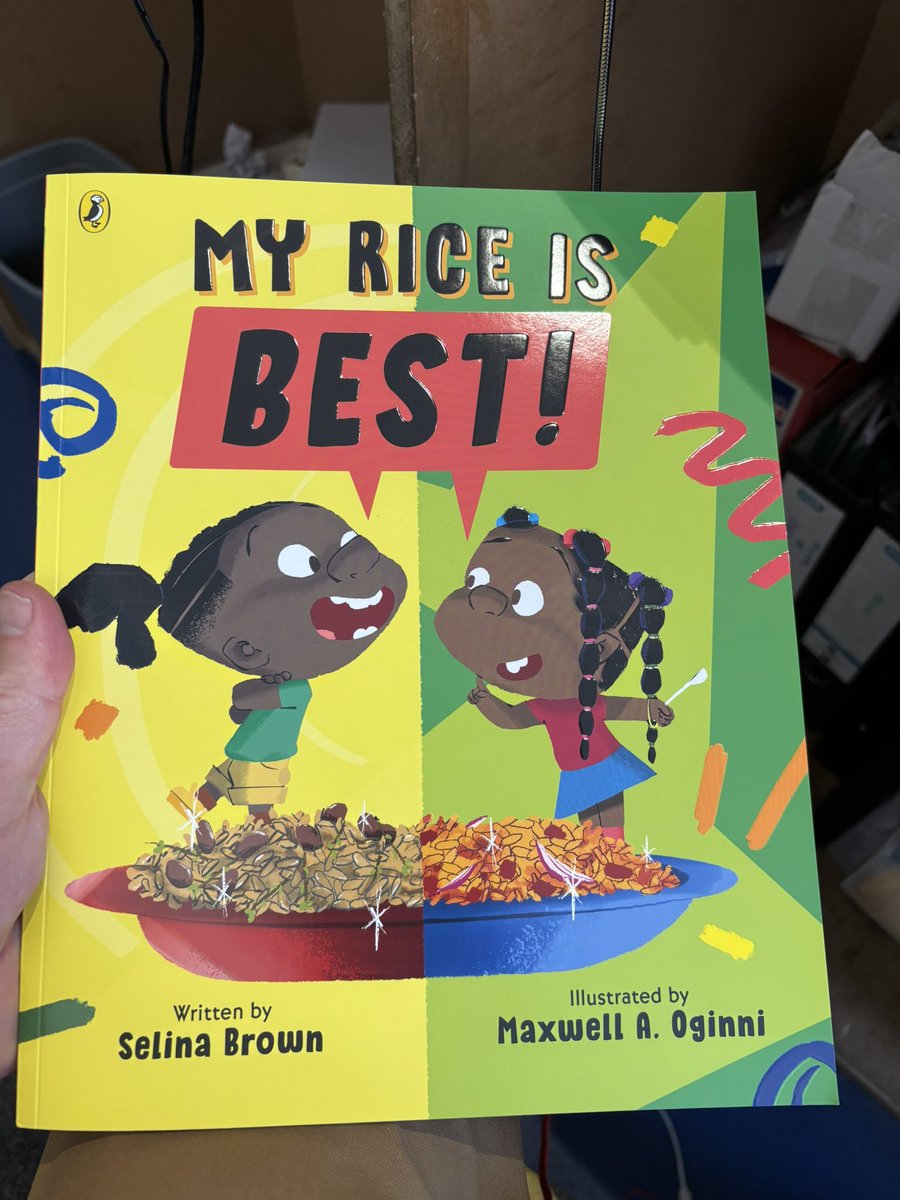 MY RICE IS
BEST!
Written by
Selina Brown
Illustrated by
Maxwell A. Oginni